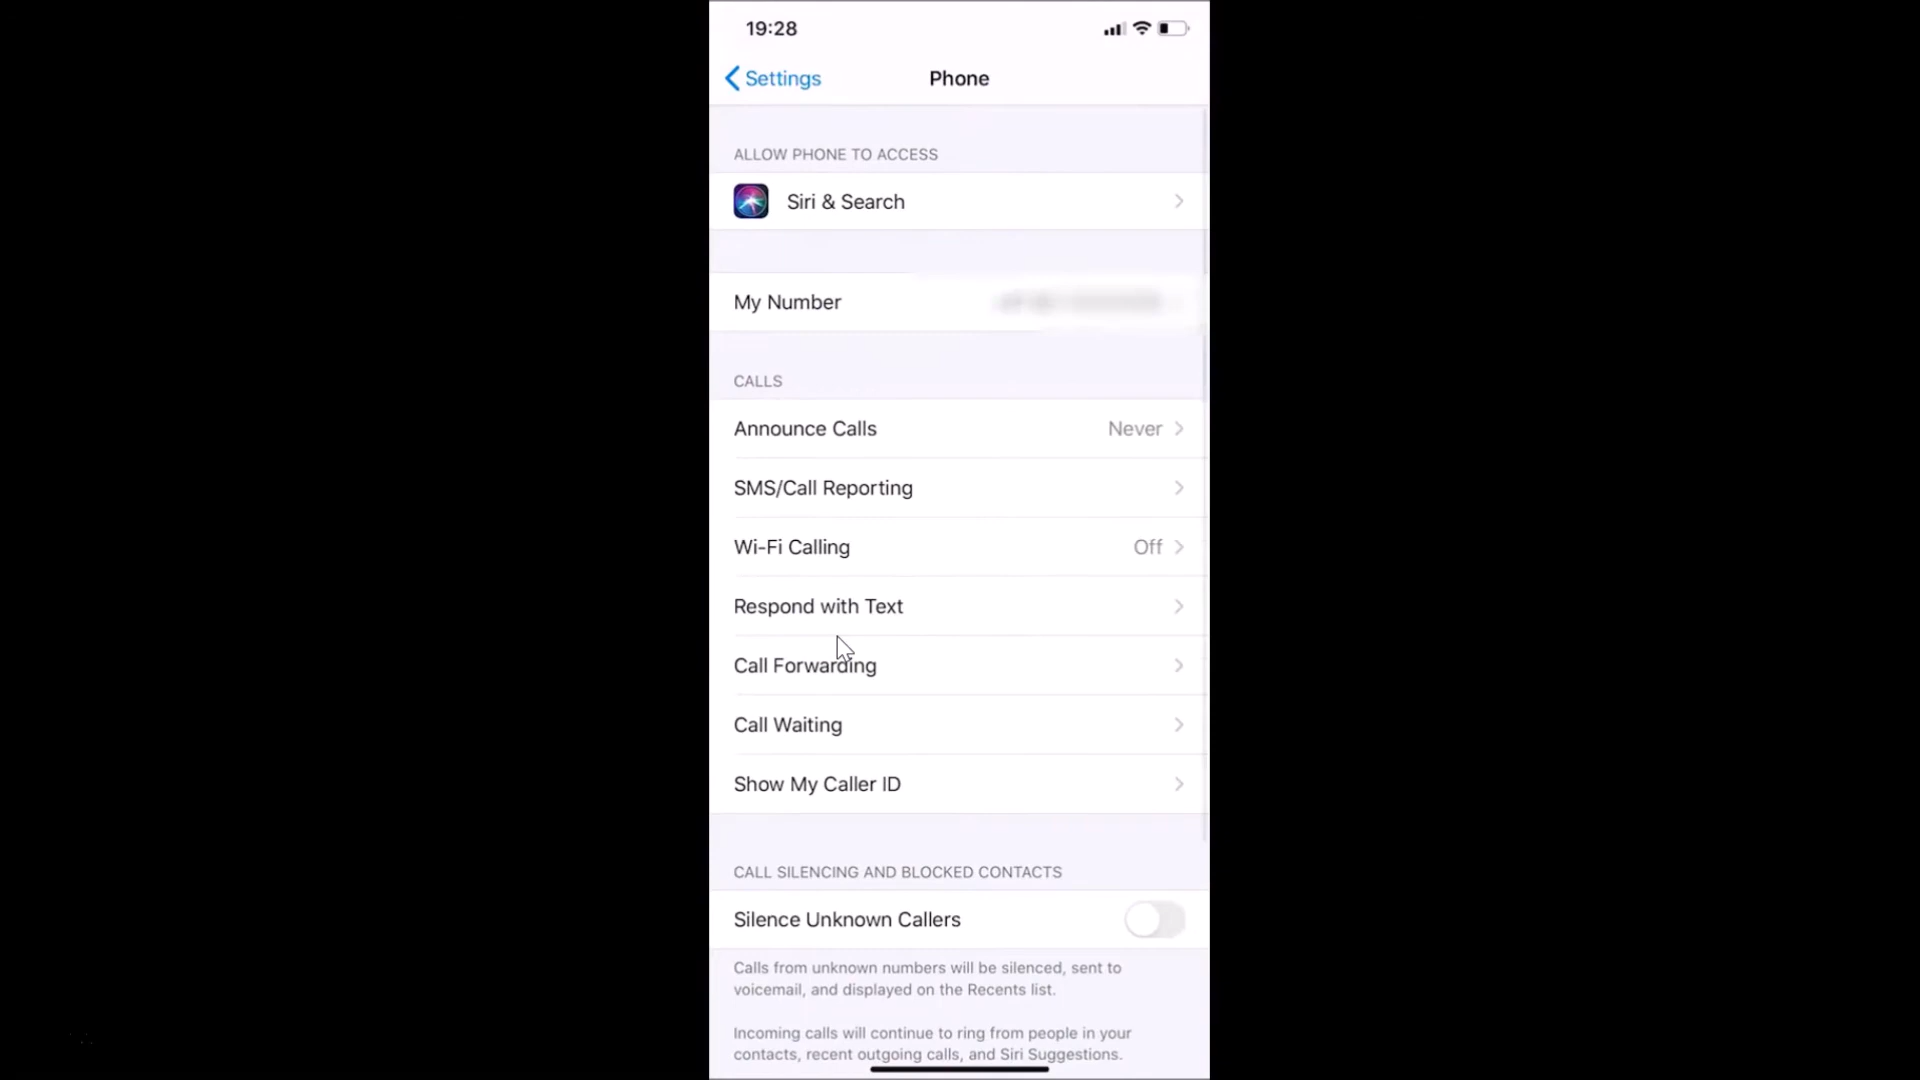 19:28
Settings
Phone
ALLOW PHONE TO ACCESS
Siri & Search
My Number
CALLS
Announce Calls Never
SMS/Call Reporting
Wi-Fi Calling Off
Respond with Text
Call Forwarding
Call Waiting
Show My Caller ID
CALL SILENCING AND BLOCKED CONTACTS
Silence Unknown Callers
Calls from unknown numbers will be silenced, sent to
voicemail, and displayed on the Recents list.
Incoming calls will continue to ring from people in your
contacts, recent outgoing calls, and Siri Suggestions.